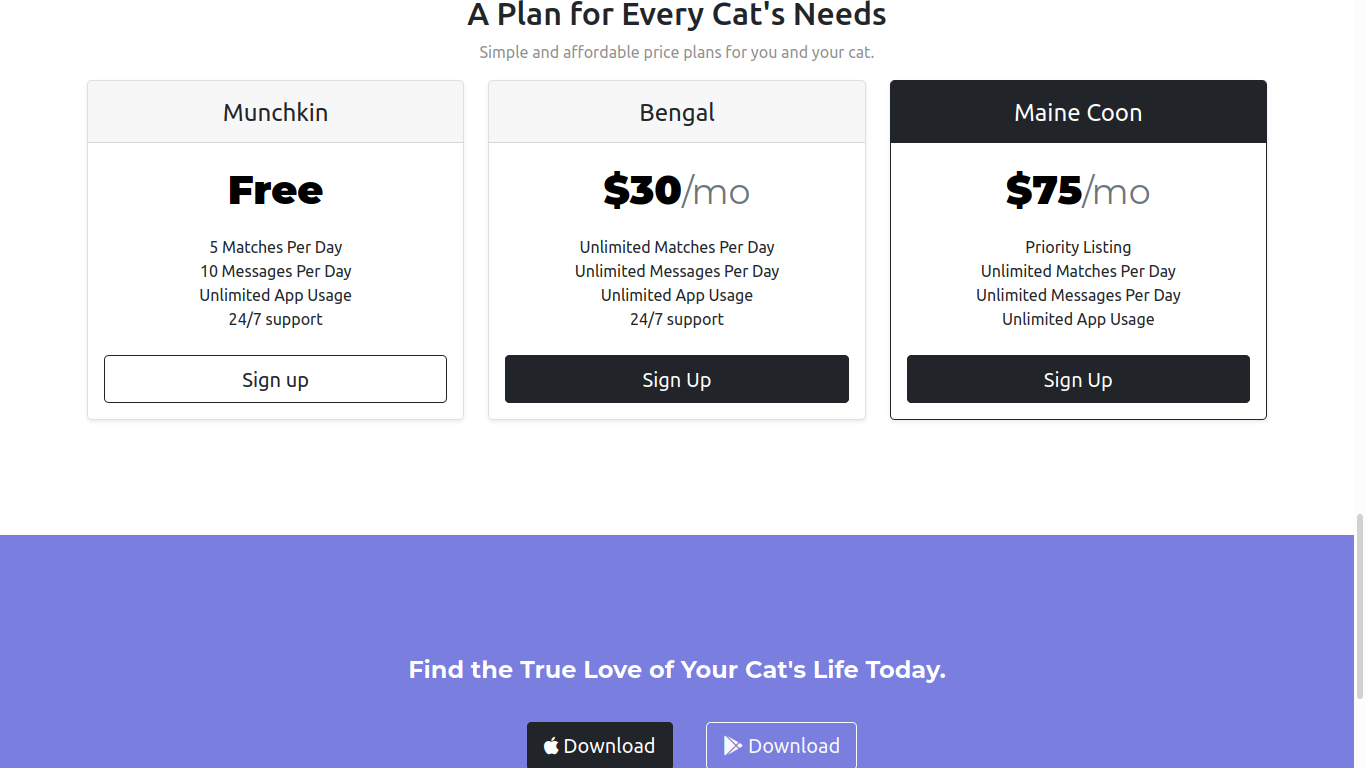 A Plan for Every Cat's Needs
Simple and affordable price plans for you and your cat.
Munchkin
Free
5 Matches Per Day
10 Messages Per Day
Unlimited App Usage
24/7 support
Sign up
Bengal
$30/mo
Unlimited Matches Per Day
Unlimited Messages Per Day
Unlimited App Usage
24/7 support
Sign Up
Maine Coon
$75/mo
Priority Listing
Unlimited Matches Per Day
Unlimited Messages Per Day
Unlimited App Usage
Sign Up
Find the True Love of Your Cat's Life Today.
Download
Download